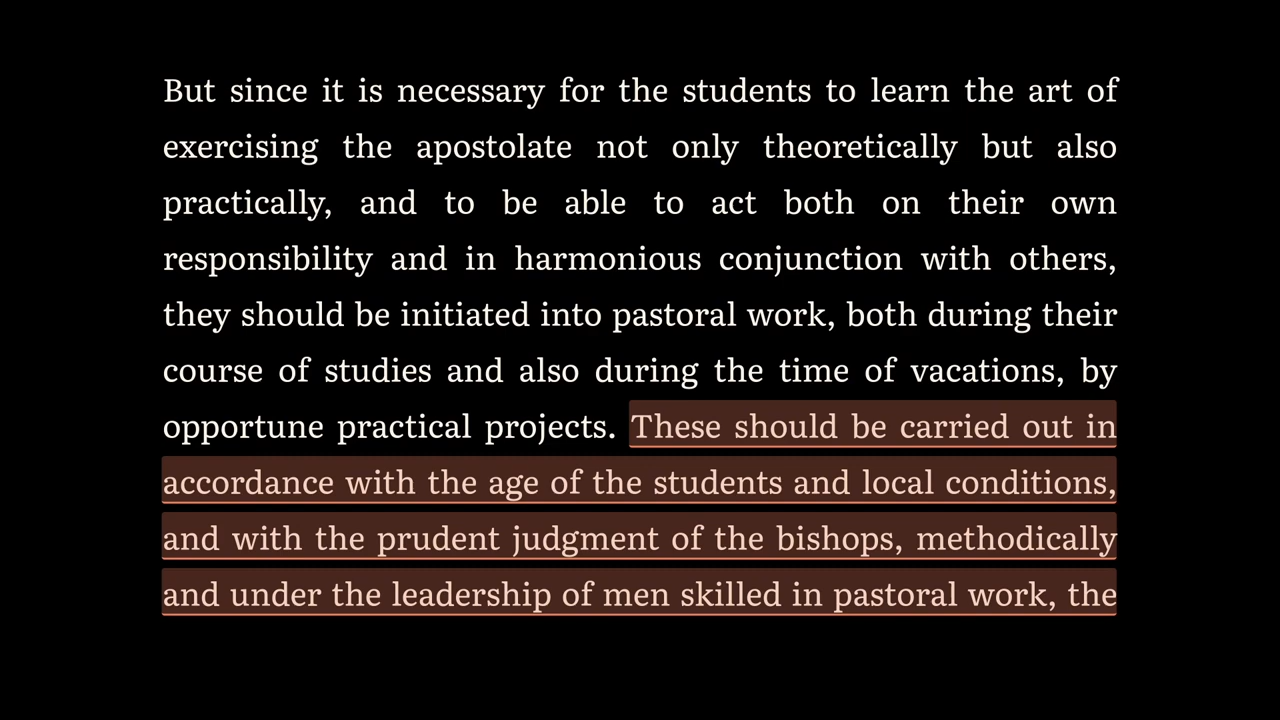 But since it is necessary for the students to learn the art of
exercising the apostolate not only theoretically but also
practically, and to be able to act both on their own
responsibility and in harmonious conjunction with others,
they should be initiated into pastoral work, both during their
course of studies and also during the time of vacations, by
opportune practical projects. These should be carried out in
accordance with the age of the students and local conditions,
and with the prudent judgment of the bishops, methodically
and under the leadership of men skilled in pastoral work, the